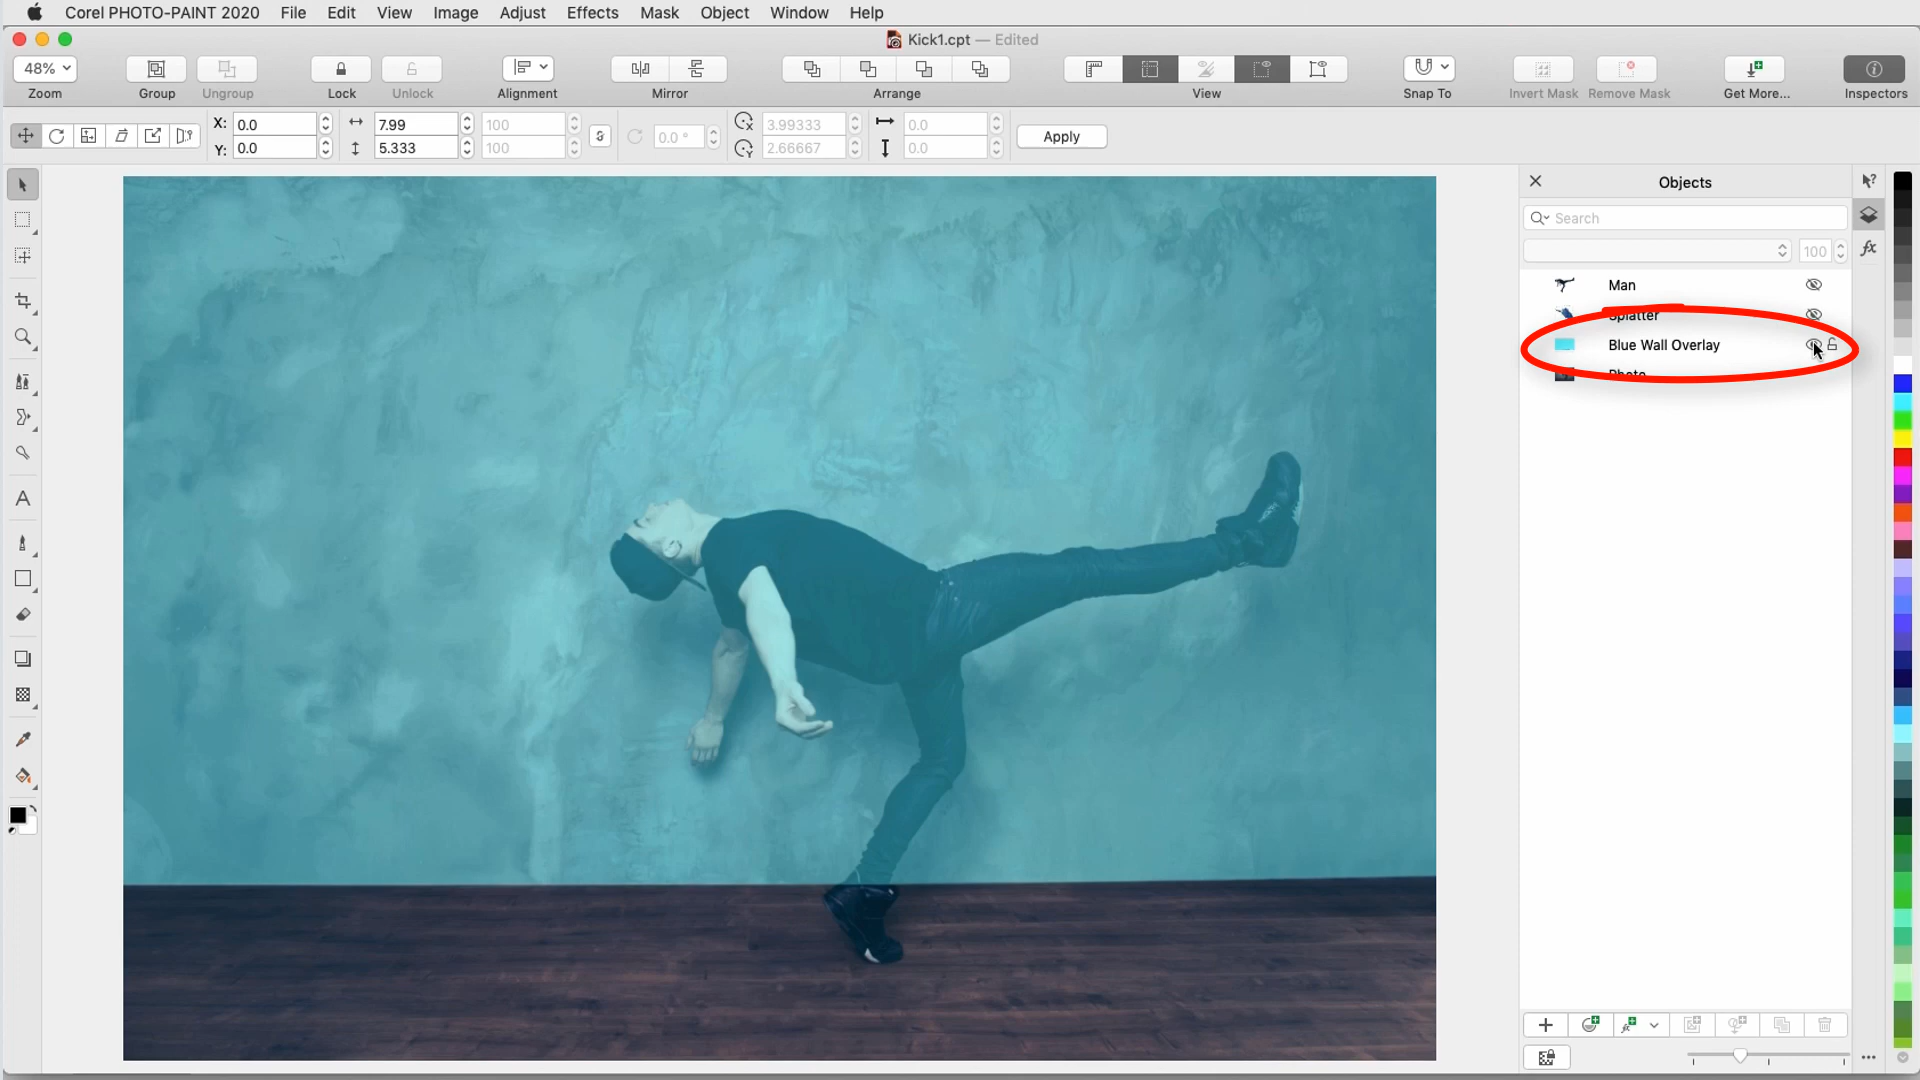 Corel PHOTO-PAINT 2020 File Edit View Image Adjust Effects Mask Object Window Help
Kick1.cpt — Edited
48%
Zoom Group Ungroup Lock Unlock Alignment Mirror Arrange View Snap To Invert Mask Remove Mask Get More... Inspectors
X: 0.0 7.99 100 0.0 ° 3.99333 0.0 Apply
Y: 0.0 5.333 100 2.66667 0.0
Objects
Search
100
Man
Splatter
Blue Wall Overlay
Photo